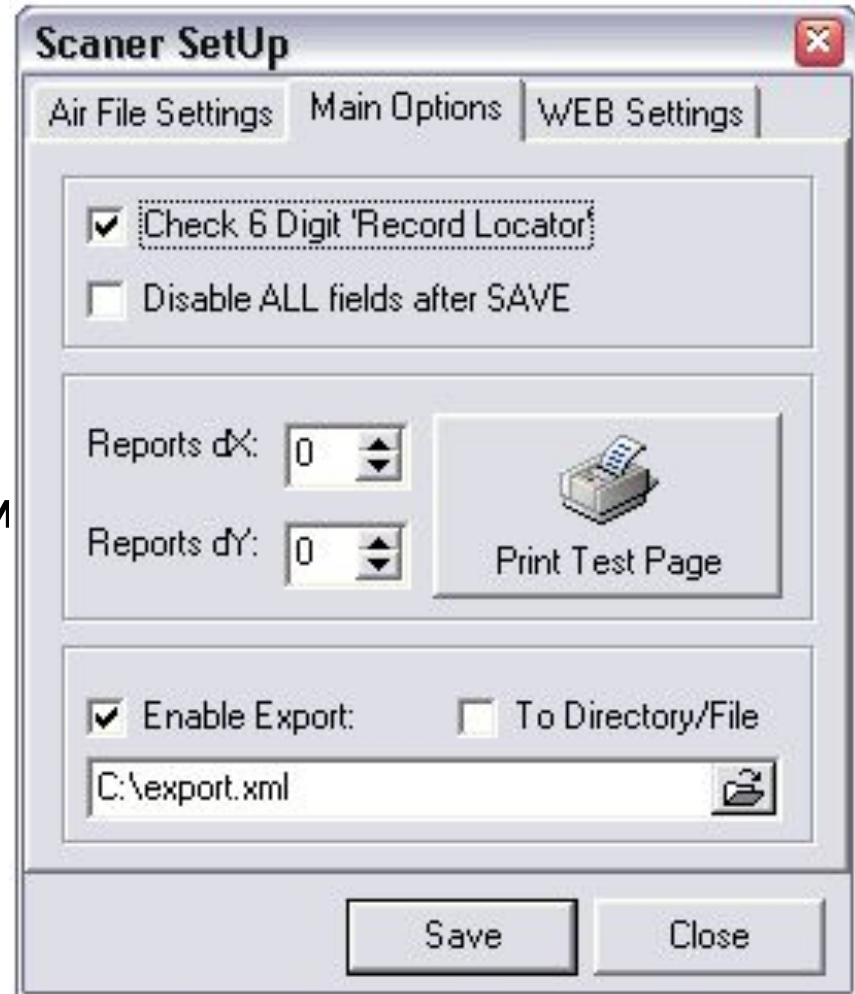 Scaner SetUp
Air File Settings Main Options WEB Settings
Check 6 Digit 'Record Locator'
Disable ALL fields after SAVE
Reports dX: 0
Reports dY: 0
Print Test Page
Enable Export: To Directory/File
C:\export.xml
Save Close